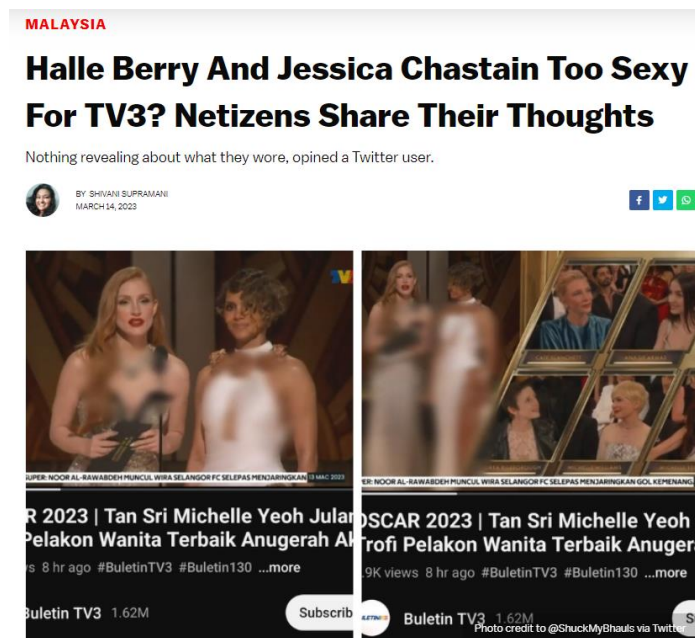 MALAYSIA
Halle Berry And Jessica Chastain Too Sexy
For TV3? Netizens Share Their Thoughts
Nothing revealing about what they wore, opined a Twitter user.
BY SHIVANI SUPRAMANI
MARCH 14, 2023
UPER: NOOR AL-RAWABDEH MUNCUL WIRA SELANGOR FC SELEPAS MENJARINGKAN 13 MAC 2023
ER: NOOR AL-RAWABDEH MUNCUL WIRA SELANGOR FC SELEPAS MENJARINGKAN GOL KEMENANG
R 2023 | Tan Sri Michelle Yeoh Julan
Pelakon Wanita Terbaik Anugerah Ak
vs 8 hr ago #BuletinTV3 #Buletin130 ...more
Buletin TV3 1.62M
Subscrib
OSCAR 2023 | Tan Sri Michelle Yeoh
Trofi Pelakon Wanita Terbaik Anuger
.9K views 8 hr ago #BuletinTV3 #Buletin130 ...more
Buletin TV3 1.62M
S
Photo credit to @ShuckMyBhauls via Twitter